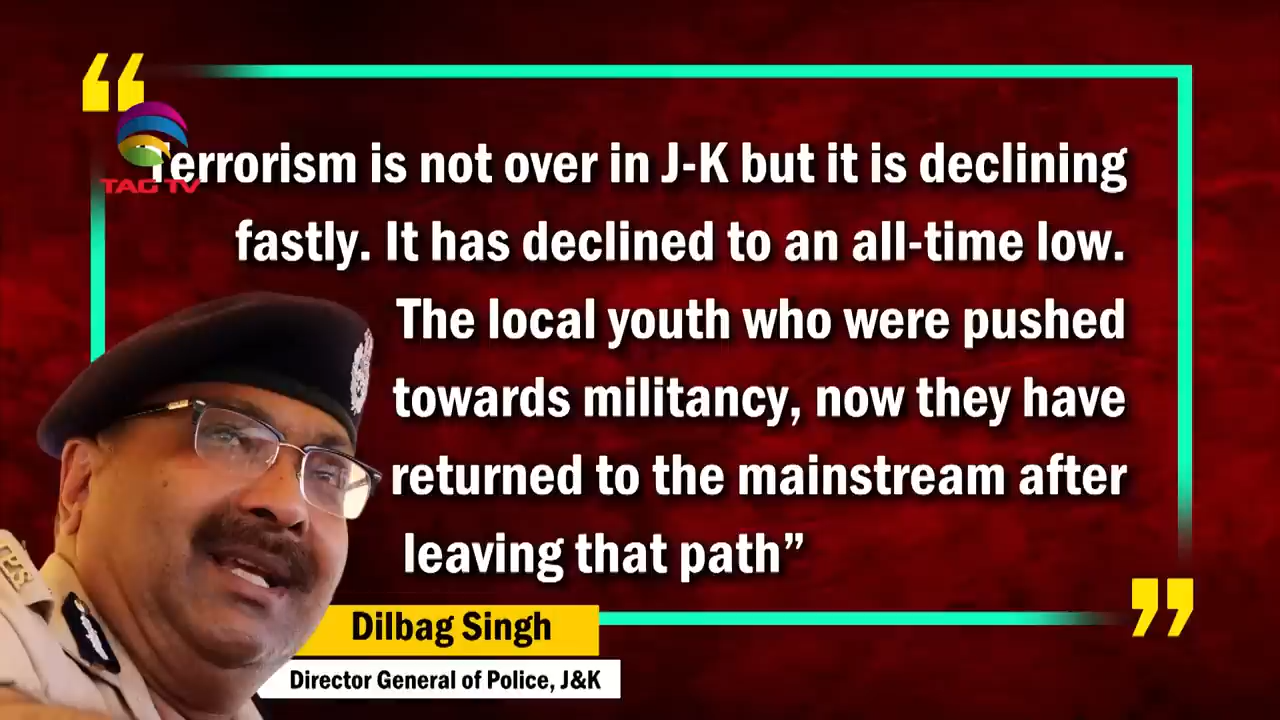 TAG TV
Terrorism is not over in J-K but it is declining
fastly. It has declined to an all-time low.
The local youth who were pushed
towards militancy, now they have
returned to the mainstream after
leaving that path”
Dilbag Singh
Director General of Police, J&K
IPS